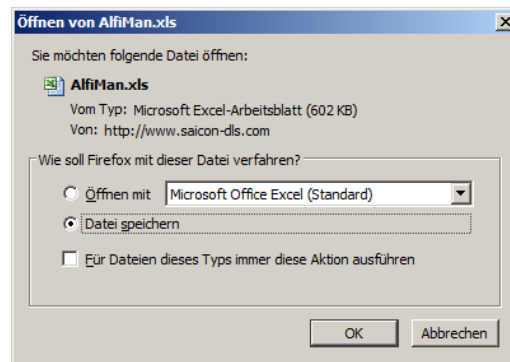 Öffnen von AlfiMan.xls
Sie möchten folgende Datei öffnen:
AlfiMan.xls
Vom Typ: Microsoft Excel-Arbeitsblatt (602 KB)
Von: http://www.saicon-dls.com
Wie soll Firefox mit dieser Datei verfahren?
Öffnen mit Microsoft Office Excel (Standard)
Datei speichern
Für Dateien dieses Typs immer diese Aktion ausführen
OK Abbrechen